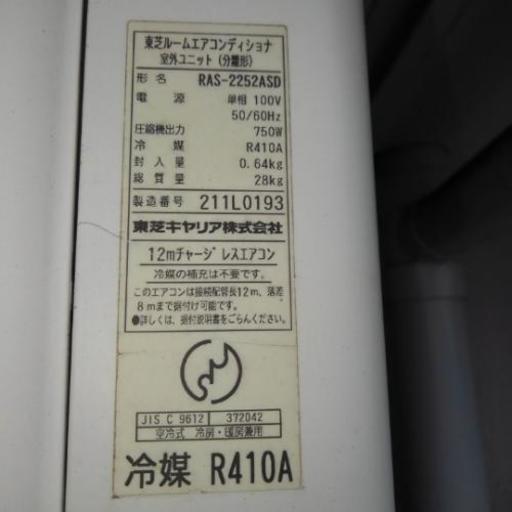 東芝ルームエアコンディショナ
室外ユニット(分離形)
形名 RAS-2252ASD
電源 単相 100V
50/60Hz
圧縮機出力 750W
冷媒 R410A
封入量 0.64kg
総質量 28kg
製造番号 211L0193
東芝キヤリア株式会社
12mチャージレスエアコン
冷媒の補充は不要です。
このエアコンは接続配管長12m、落差
8mまで据付け可能です。
●詳しくは、据付説明書をごらんください。
JIS C 9612 372042
空冷式 冷房・暖房兼用
冷媒 R410A